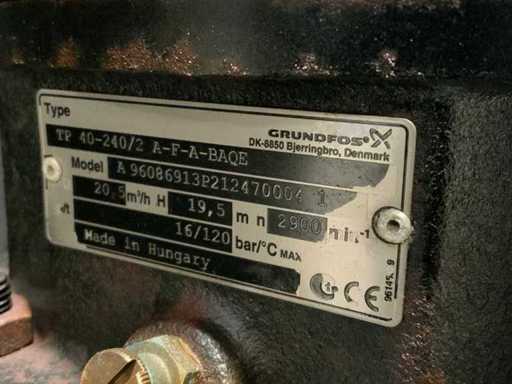 Type
GRUNDFOS
DK-8850 Bjerringbro, Denmark
TP 40-240/2 A-F-A-BAQE
Model A 96086913P212470004 1
20,5 m³/h H 19,5 m n 2900 min-1
16/120 bar/°C MAX
Made in Hungary
CE